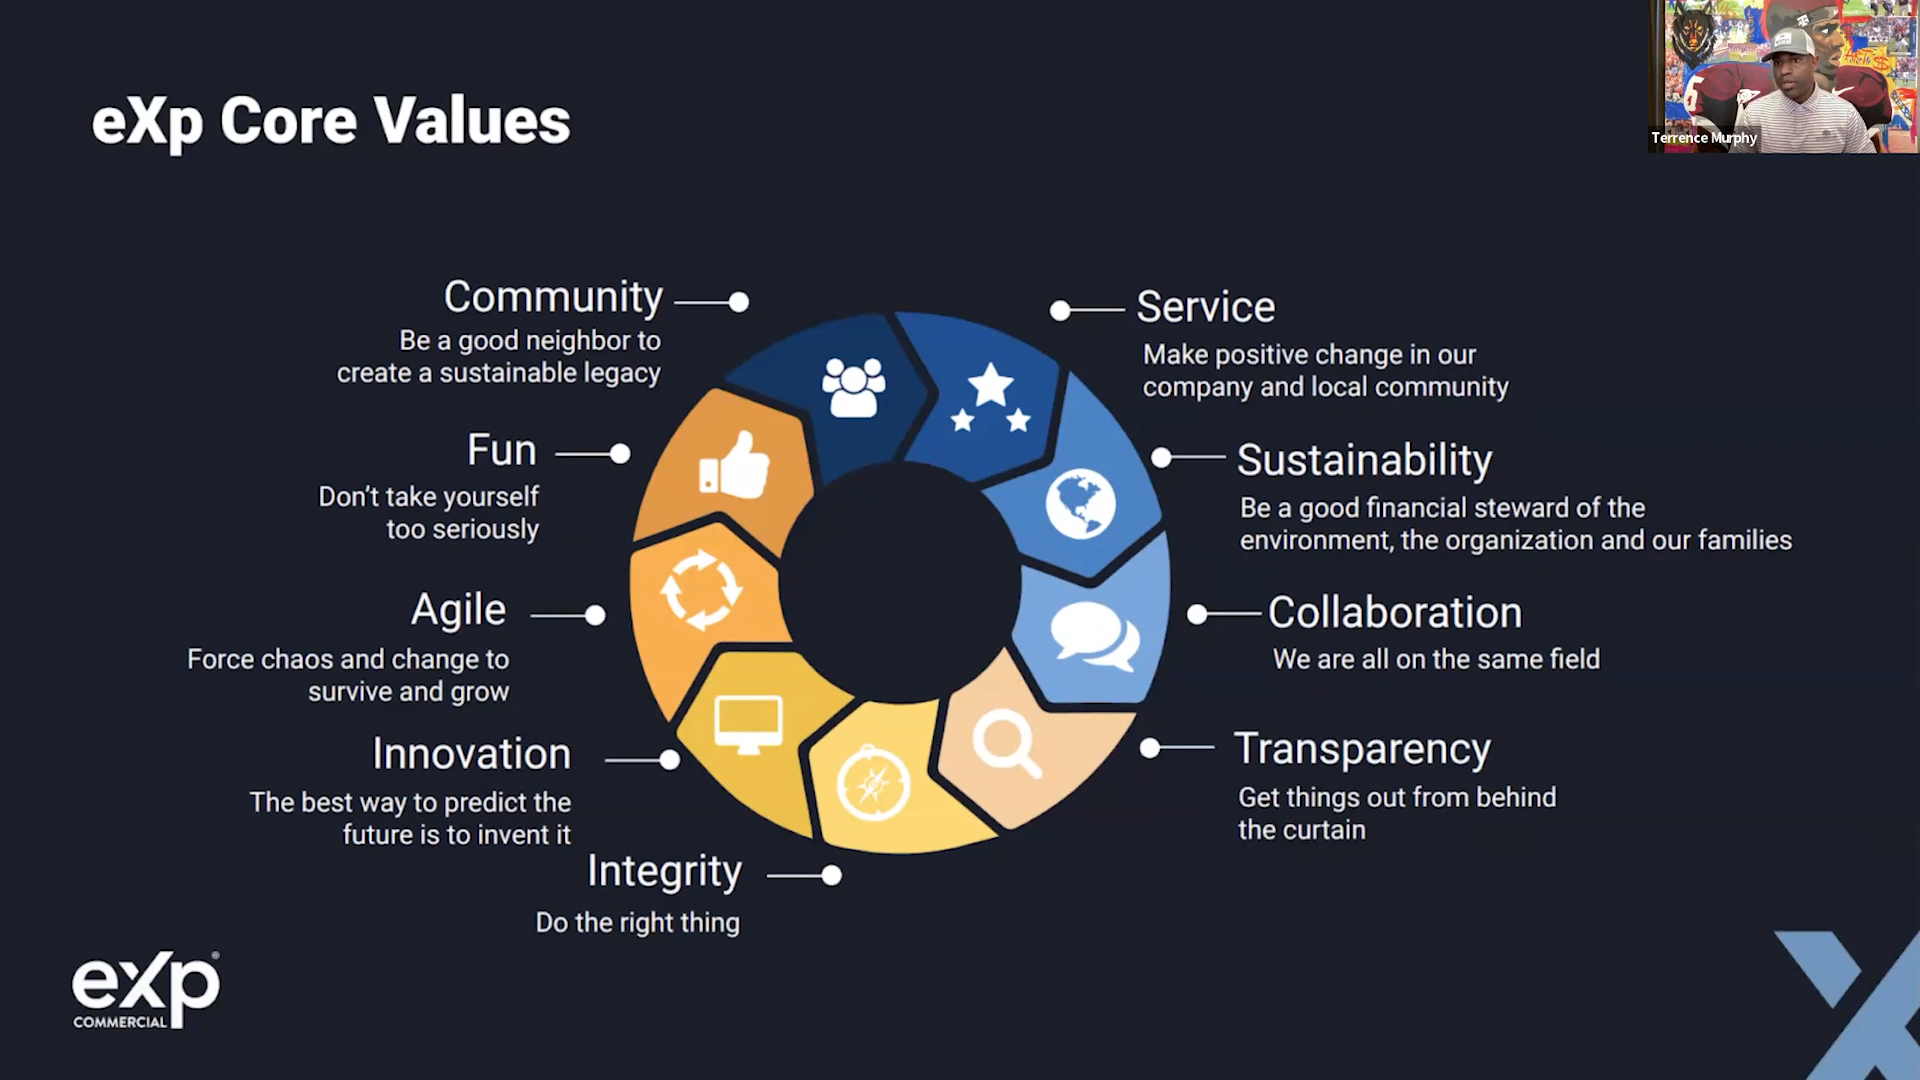 eXp Core Values
Terrence Murphy
Community
Be a good neighbor to
create a sustainable legacy
Fun
Don't take yourself
too seriously
Agile
Force chaos and change to
survive and grow
Innovation
The best way to predict the
future is to invent it
Integrity
Do the right thing
Service
Make positive change in our
company and local community
Sustainability
Be a good financial steward of the
environment, the organization and our families
Collaboration
We are all on the same field
Transparency
Get things out from behind
the curtain
eXp®
COMMERCIAL